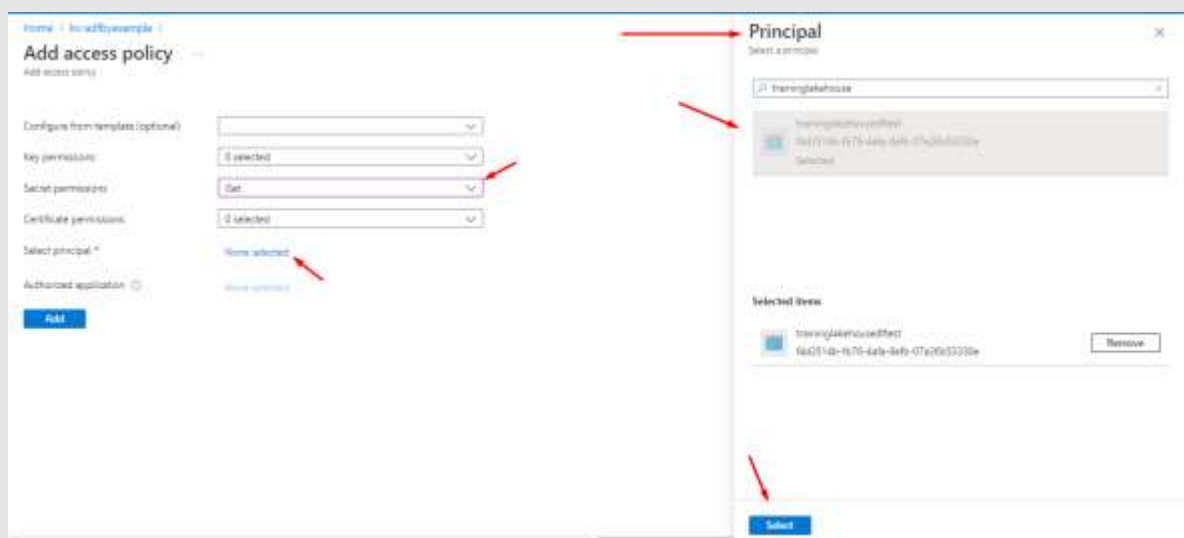 Home > kv-adfbyexample >
Add access policy ...
Add access policy
Configure from template (optional)
Key permissions
0 selected
Secret permissions
Get
Certificate permissions
0 selected
Select principal *
None selected
Authorized application
None selected
Add
Principal
Select a principal
traininglakehouse
Selected
Selected items
Remove
Select